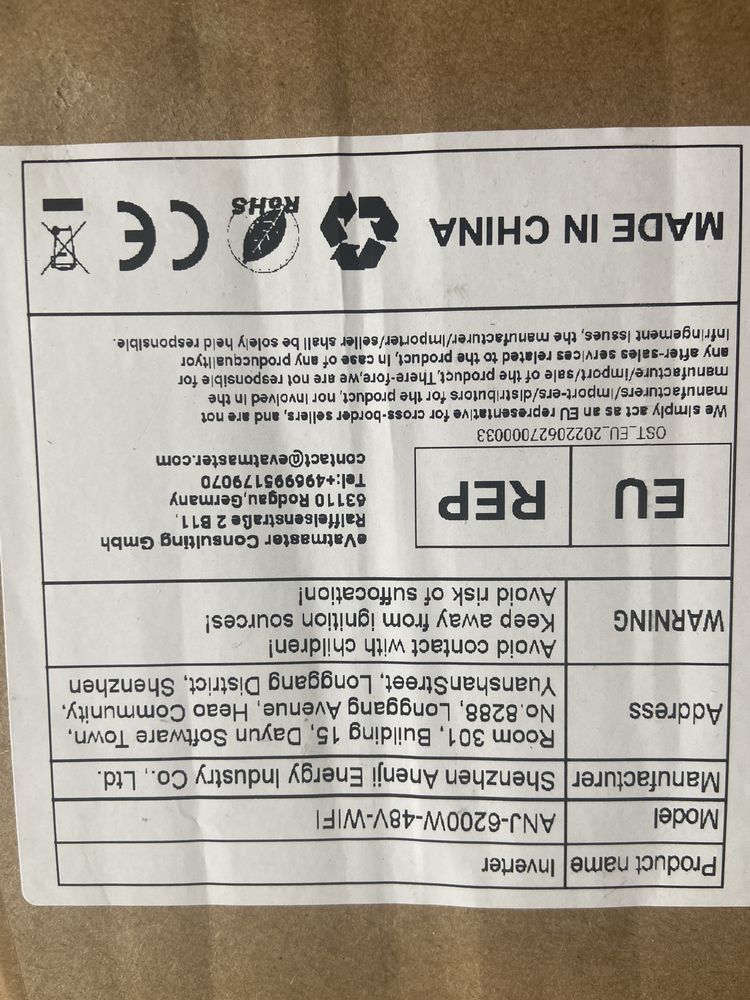 Product name Inverter
Model ANJ-6200W-48V-WIFI
Manufacturer Shenzhen Anenji Energy Industry Co., Ltd.
Address
Room 301, Building 15, Dayun Software Town,
No.8288, Longgang Avenue, Heao Community,
YuanshanStreet, Longgang District, Shenzhen
WARNING
Avoid contact with children!
Keep away from ignition sources!
Avoid risk of suffocation!
EU REP
eVatmaster Consulting Gmbh
Raiffeisenstraße 2 B11,
63110 Rodgau,Germany
Tel:+496995179070
contact@evatmaster.com
OST_EU_20220627000033
We simply act as an EU representative for cross-border sellers, and are not
manufacturers/import-ers/distributors for the product, nor involved in the
manufacture/import/sale of the product,There-fore,we are not responsible for
any after-sales services related to the product, in case of any producqualityor
Infringement issues, the manufacturer/importer/seller shall be solely held responsible.
MADE IN CHINA
RoHS
CE